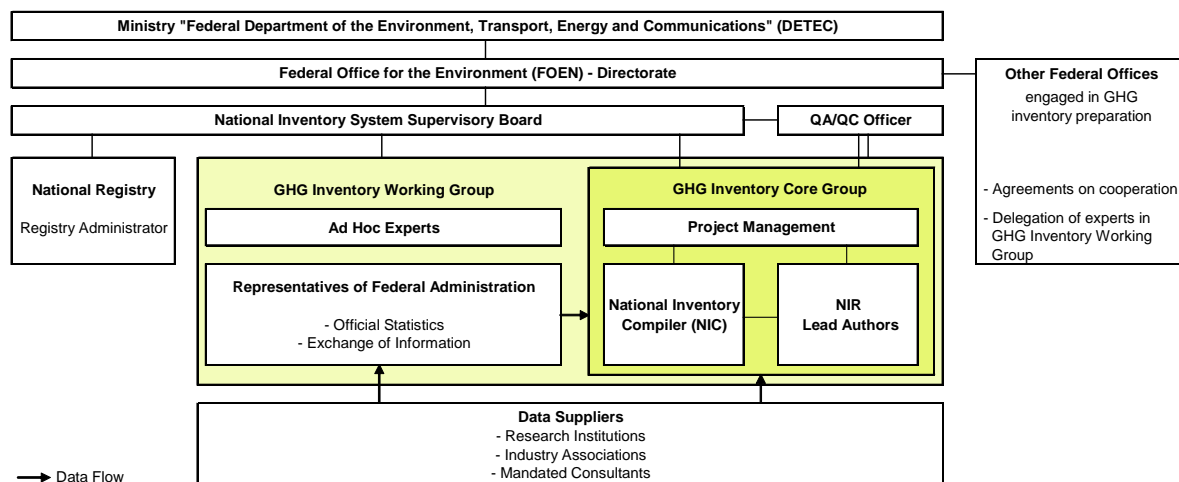 Ministry "Federal Department of the Environment, Transport, Energy and Communications" (DETEC)
Federal Office for the Environment (FOEN) - Directorate
Other Federal Offices
engaged in GHG
inventory preparation
- Agreements on cooperation
- Delegation of experts in
GHG Inventory Working
Group
National Inventory System Supervisory Board
QA/QC Officer
National Registry
Registry Administrator
GHG Inventory Working Group
Ad Hoc Experts
Representatives of Federal Administration
- Official Statistics
- Exchange of Information
GHG Inventory Core Group
Project Management
National Inventory
Compiler (NIC)
NIR
Lead Authors
Data Suppliers
- Research Institutions
- Industry Associations
- Mandated Consultants
Data Flow